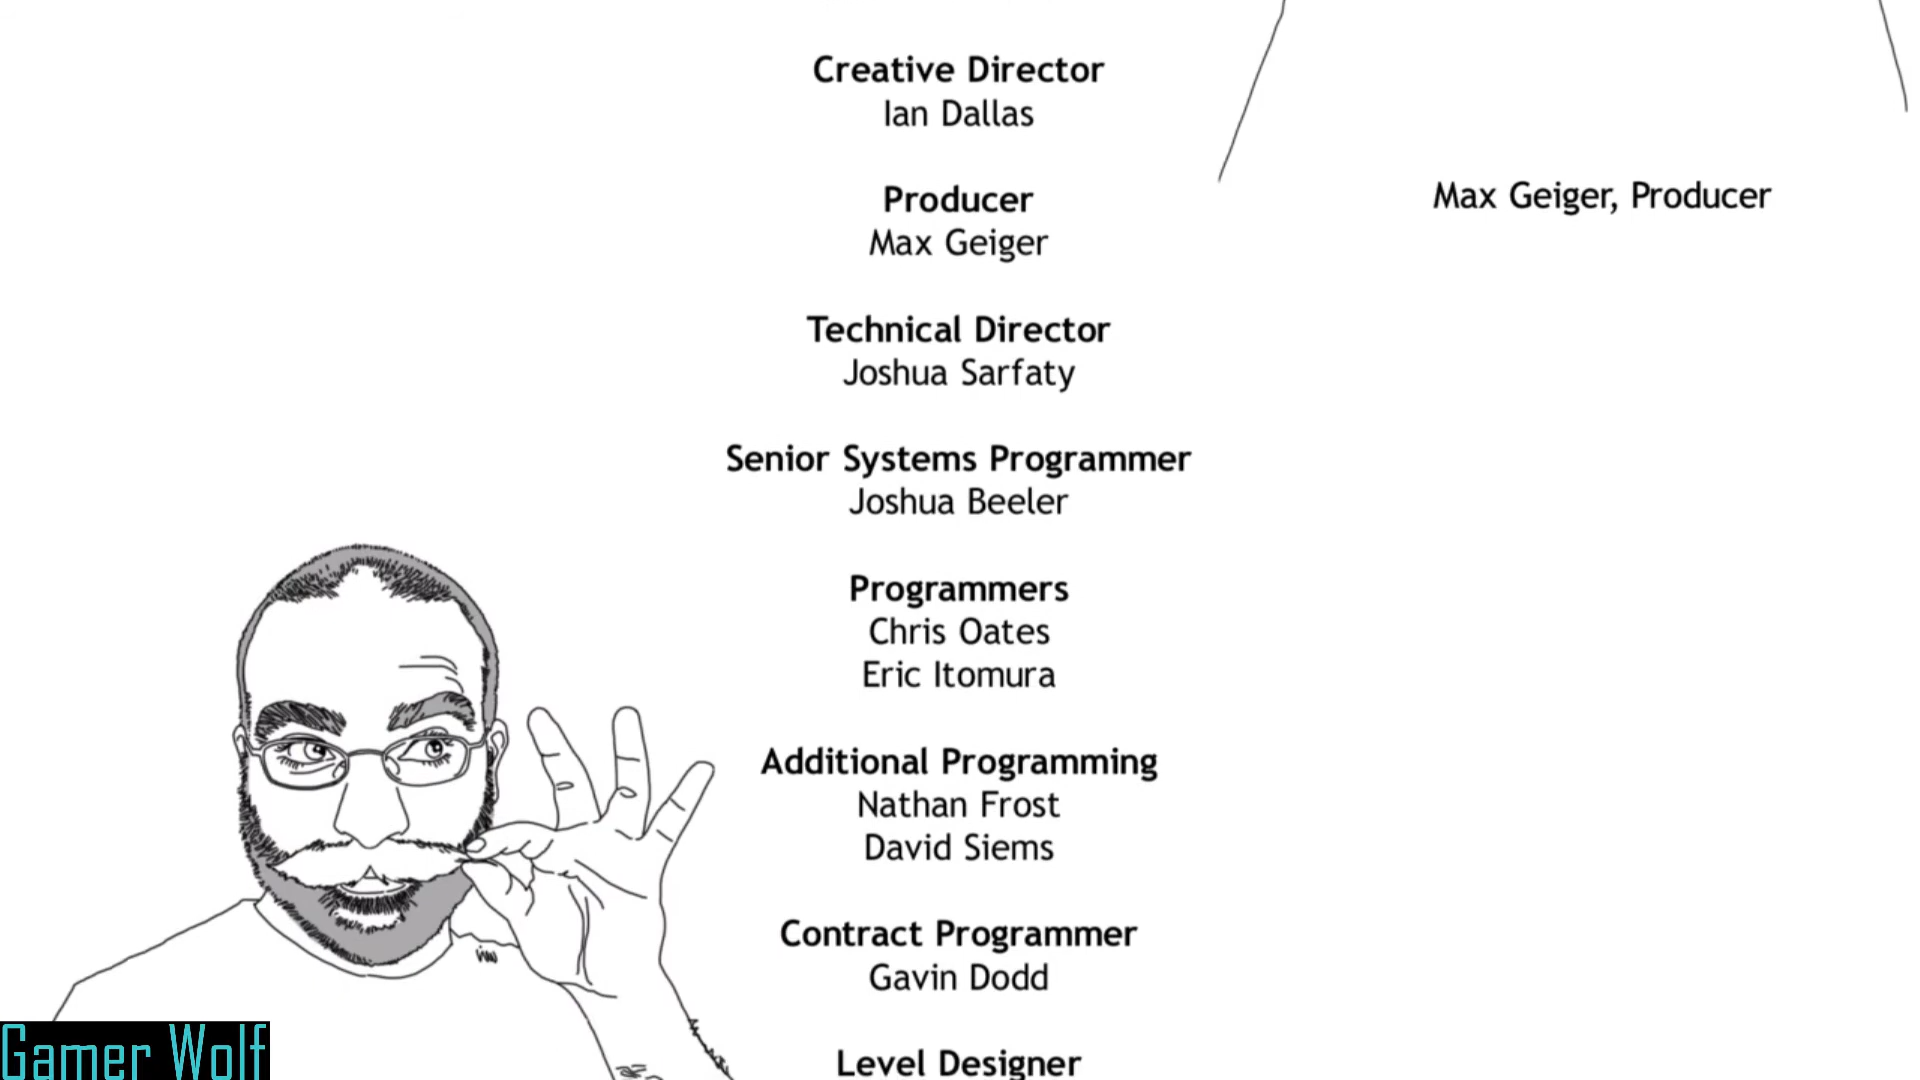 Creative Director
Ian Dallas
Producer
Max Geiger
Max Geiger, Producer
Technical Director
Joshua Sarfaty
Senior Systems Programmer
Joshua Beeler
Programmers
Chris Oates
Eric Itomura
Additional Programming
Nathan Frost
David Siems
Contract Programmer
Gavin Dodd
Level Designer
Gamer Wolf